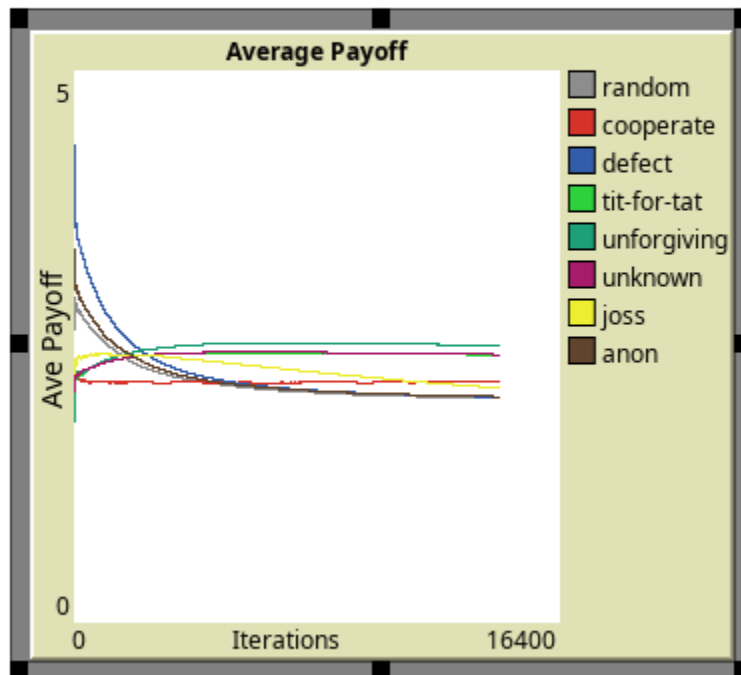 Average Payoff
5
Ave Payoff
0
0 Iterations 16400
random
cooperate
defect
tit-for-tat
unforgiving
unknown
joss
anon